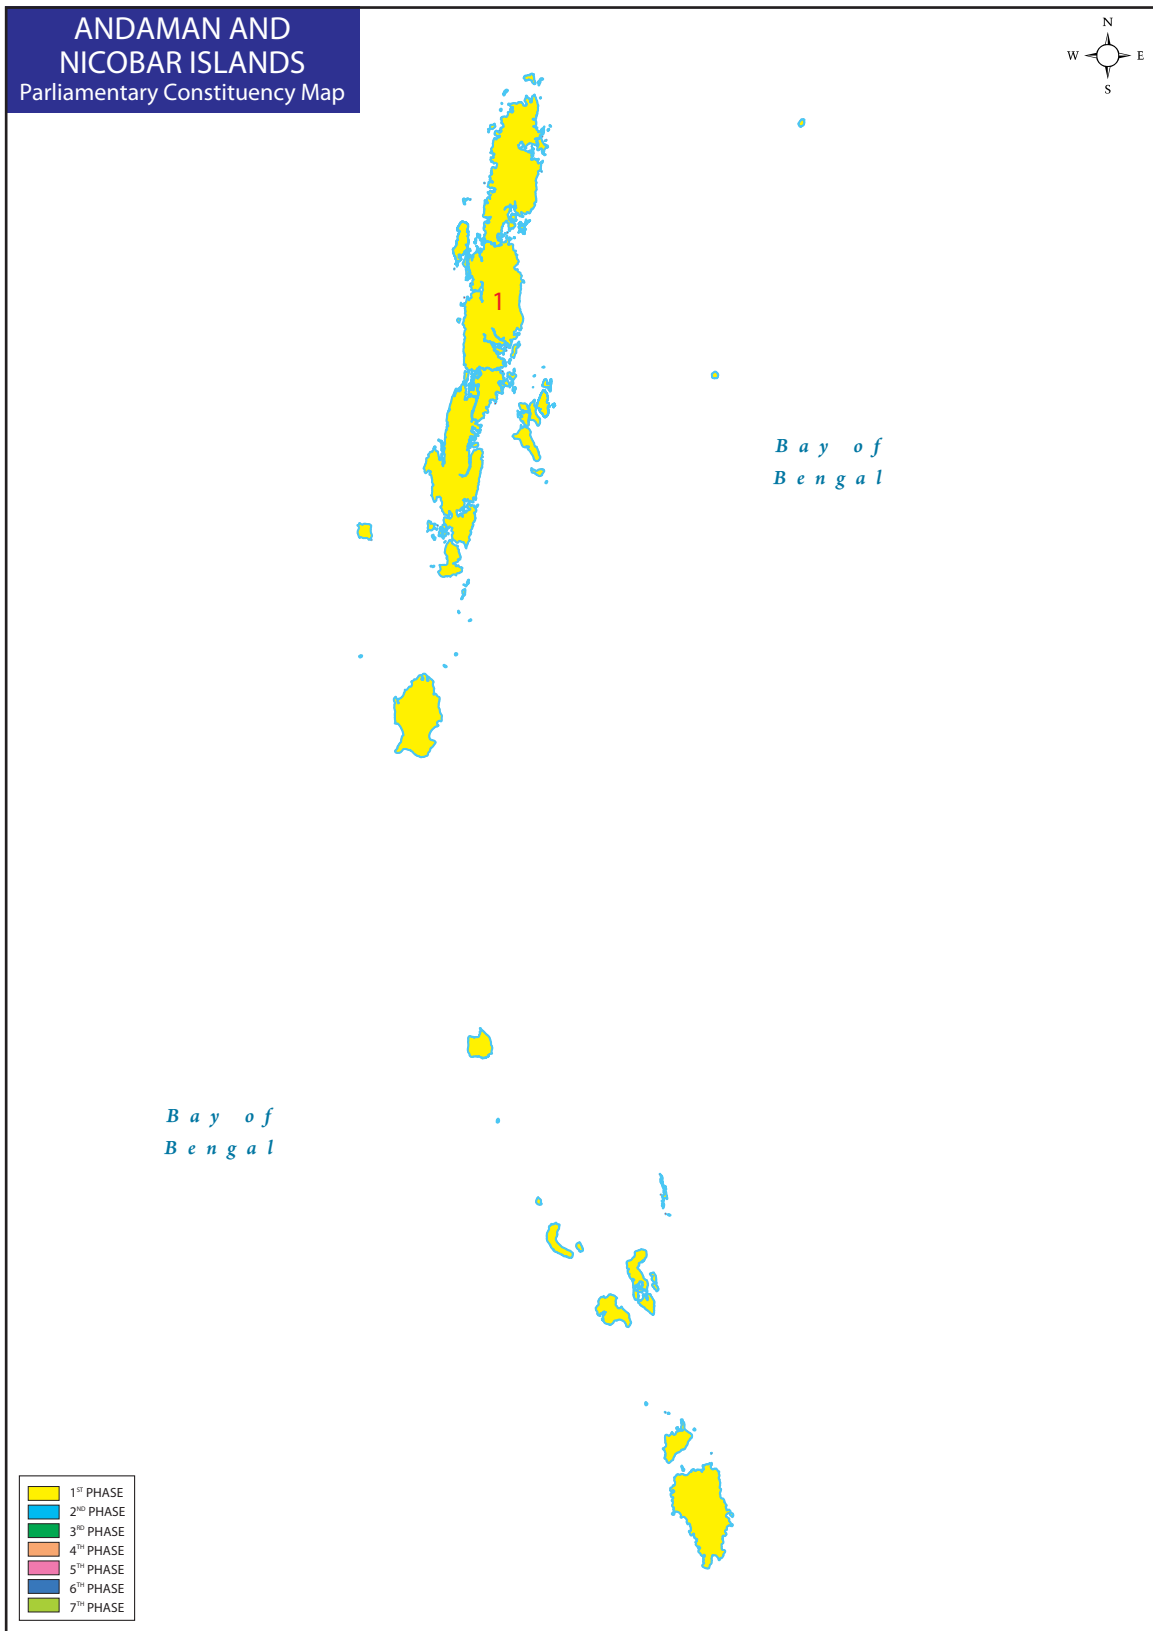 ANDAMAN AND
NICOBAR ISLANDS
Parliamentary Constituency Map
N
W E
S
1
Bay of
Bengal
Bay of
Bengal
1ST PHASE
2ND PHASE
3RD PHASE
4TH PHASE
5TH PHASE
6TH PHASE
7TH PHASE